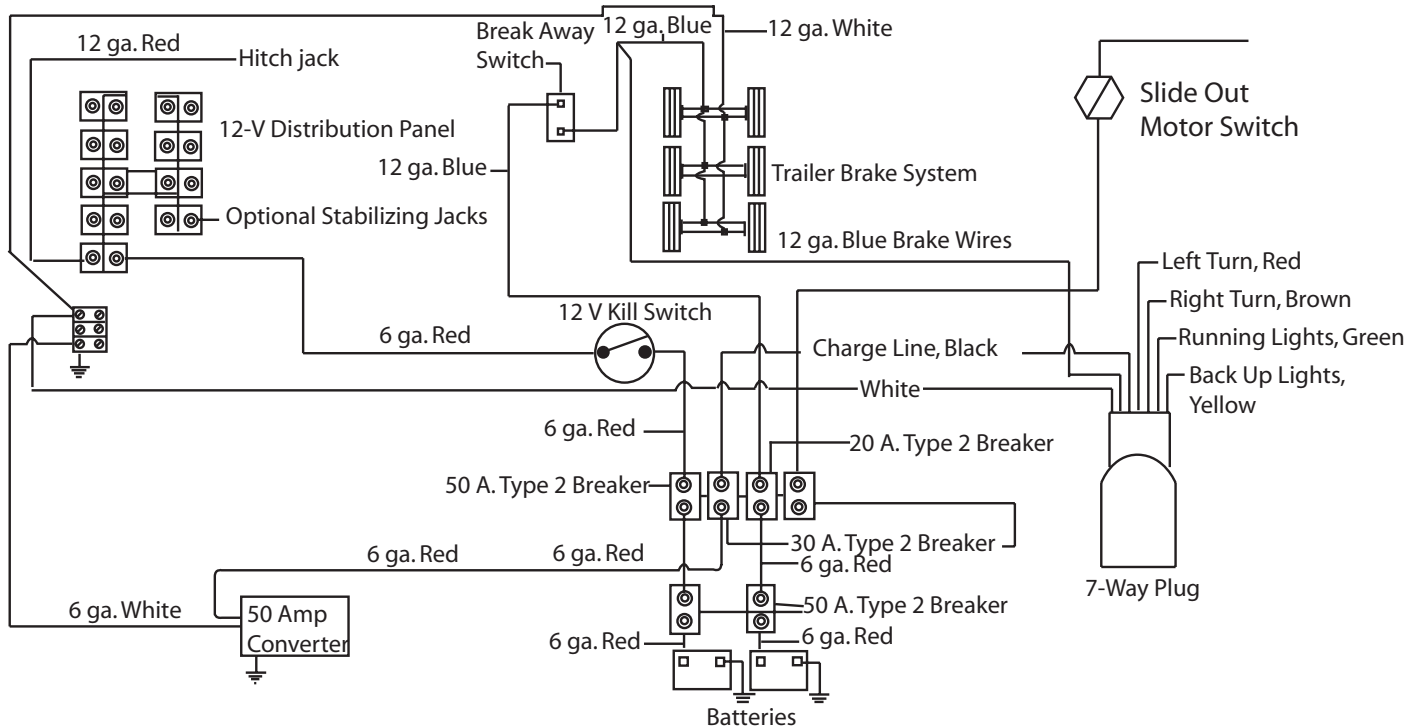 12 ga. Red
Hitch jack
Break Away
Switch
12 ga. Blue
12 ga. White
Slide Out
Motor Switch
12-V Distribution Panel
12 ga. Blue
Trailer Brake System
Optional Stabilizing Jacks
12 ga. Blue Brake Wires
Left Turn, Red
Right Turn, Brown
12 V Kill Switch
6 ga. Red
Charge Line, Black
Running Lights, Green
White
Back Up Lights,
Yellow
6 ga. Red
20 A. Type 2 Breaker
50 A. Type 2 Breaker
30 A. Type 2 Breaker
6 ga. Red
6 ga. Red
6 ga. Red
7-Way Plug
6 ga. White
50 Amp
Converter
50 A. Type 2 Breaker
6 ga. Red
6 ga. Red
Batteries